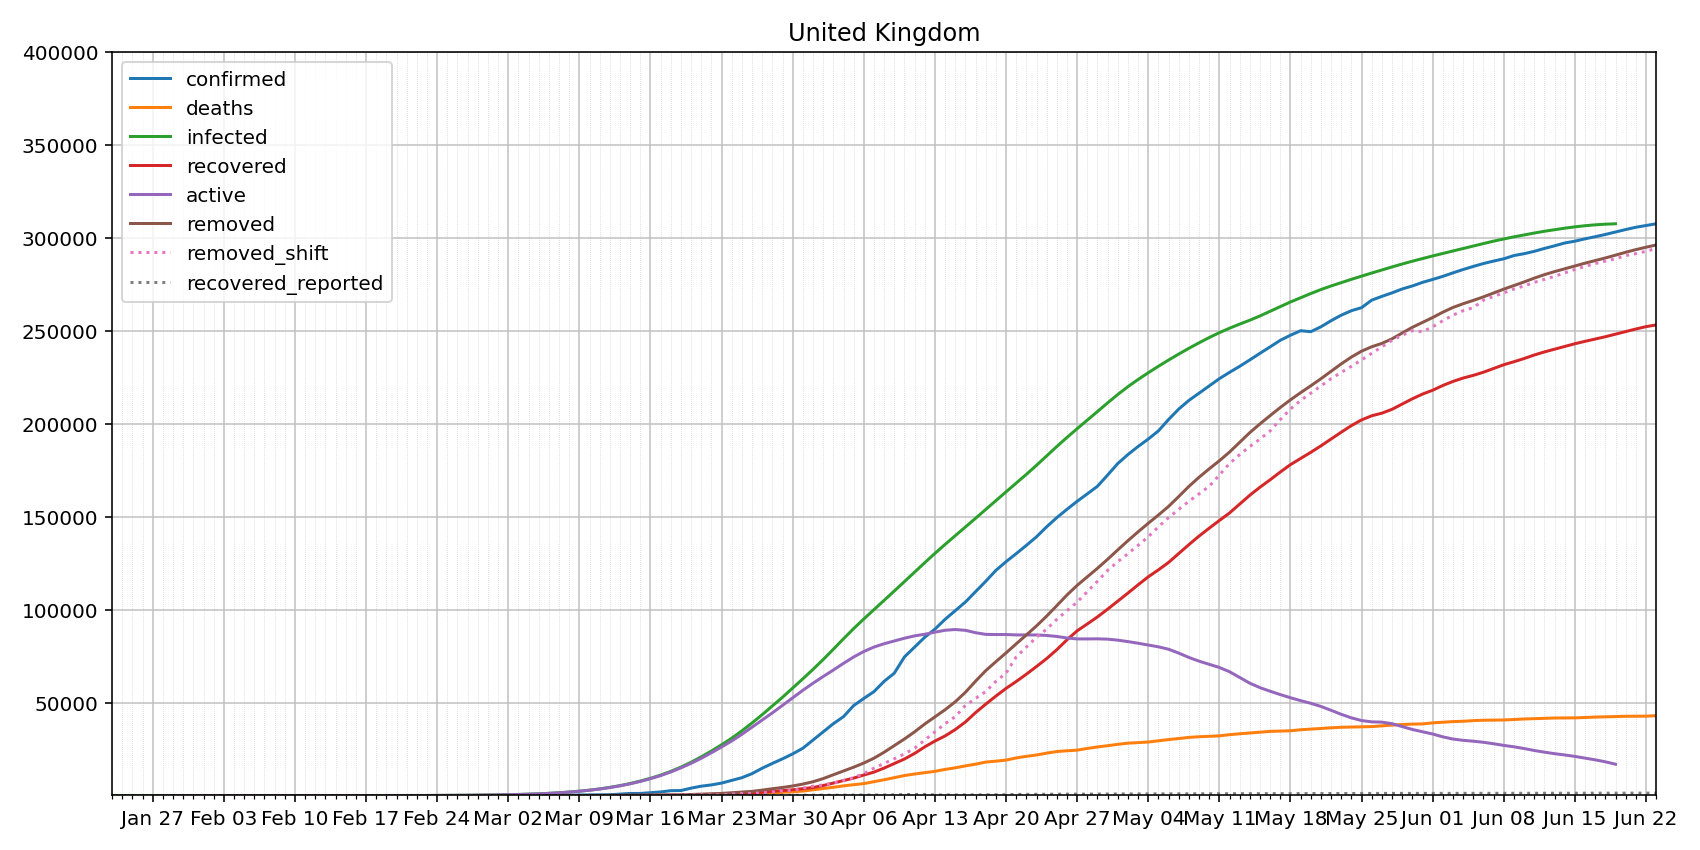 United Kingdom
400000
350000
300000
250000
200000
150000
100000
50000
confirmed
deaths
infected
recovered
active
removed
removed_shift
recovered_reported
Jan 27 Feb 03 Feb 10 Feb 17 Feb 24 Mar 02 Mar 09 Mar 16 Mar 23 Mar 30 Apr 06 Apr 13 Apr 20 Apr 27 May 04 May 11 May 18 May 25 Jun 01 Jun 08 Jun 15 Jun 22